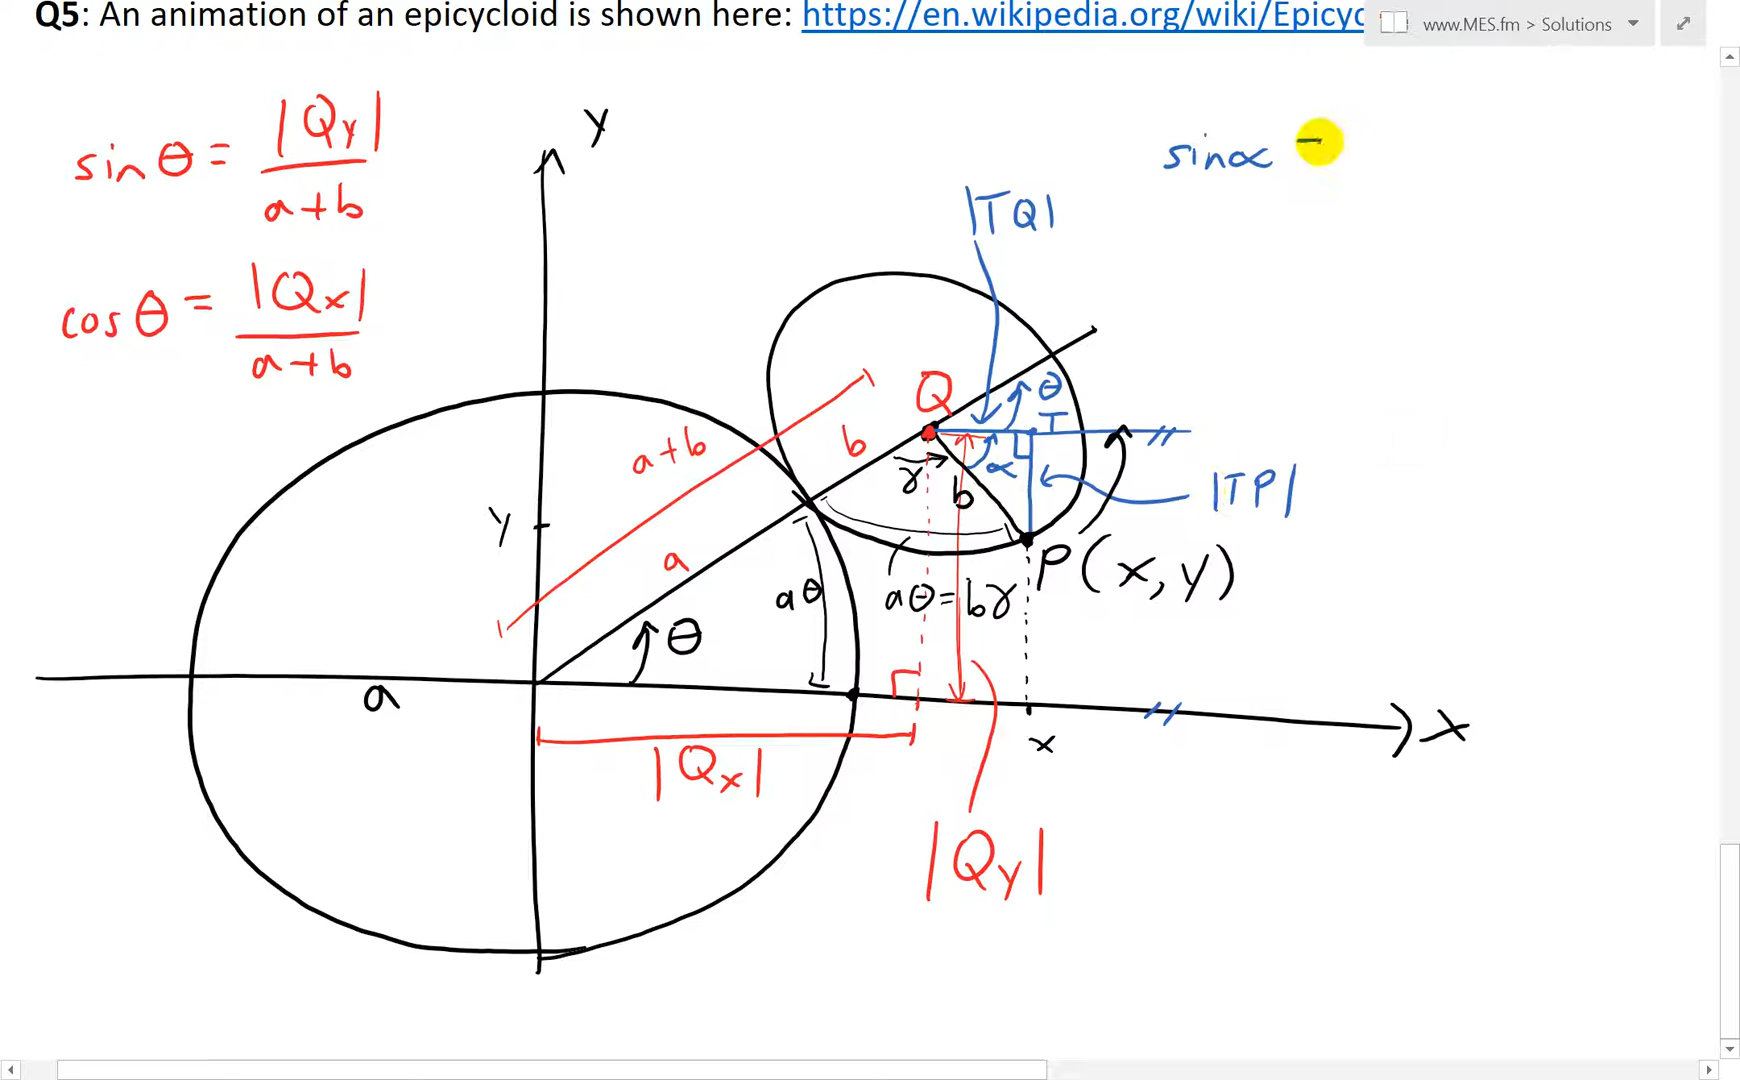 Q5: An animation of an epicycloid is shown here: https://en.wikipedia.org/wiki/Epicyc
www.MES.fm > Solutions
sin θ = |Qy| / a+b
cos θ = |Qx| / a+b
sin α =
y
|TQ|
Q
θ
T
a+b
b
γ
α
b
|TP|
y
a
P(x, y)
aθ
aθ = bγ
θ
a
x
x
|Qx|
|Qy|